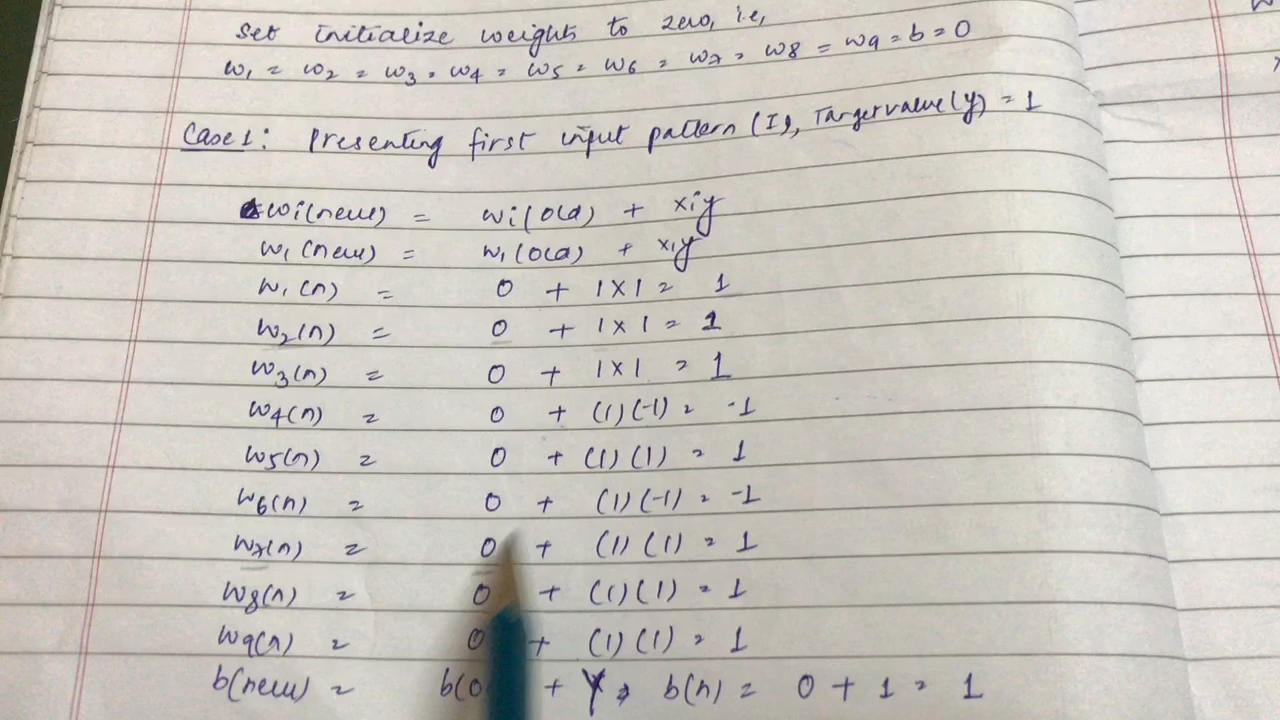 Set initialize weights to zero, i.e,
w1 = w2 = w3 = w4 = w5 = w6 = w7 = w8 = w9 = b = 0
Case 1: Presenting first input pattern (I), Target value (y) = 1
wi(new) = wi(old) + xiy
w1(new) = w1(old) + x1y
w1(n) = 0 + 1×1 = 1
w2(n) = 0 + 1×1 = 1
w3(n) = 0 + 1×1 = 1
w4(n) = 0 + (1)(-1) = -1
w5(n) = 0 + (1)(1) = 1
w6(n) = 0 + (1)(-1) = -1
w7(n) = 0 + (1)(1) = 1
w8(n) = 0 + (1)(1) = 1
w9(n) = 0 + (1)(1) = 1
b(new) = b(0 + Y, b(n) = 0 + 1 = 1